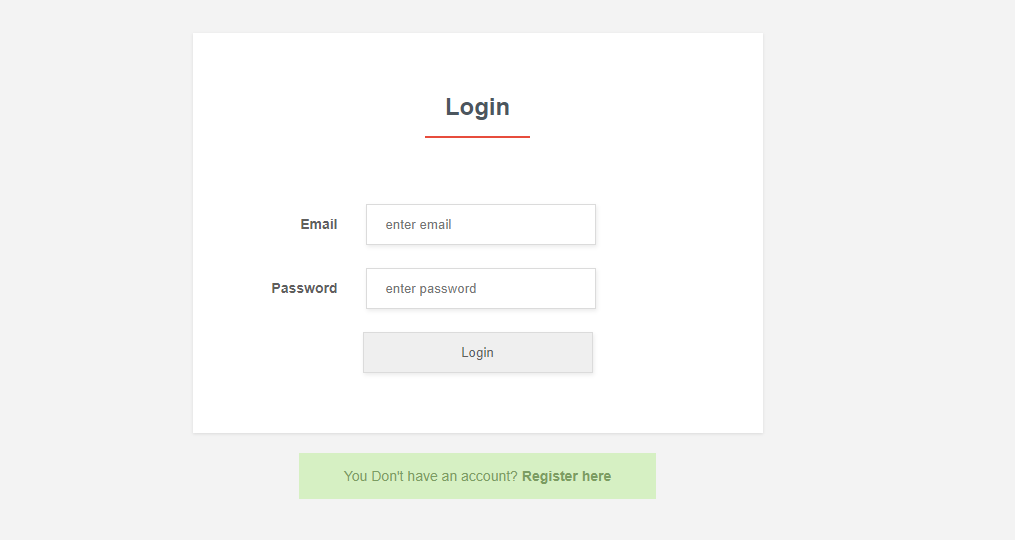 Login
Email enter email
Password enter password
Login
You Don't have an account? Register here